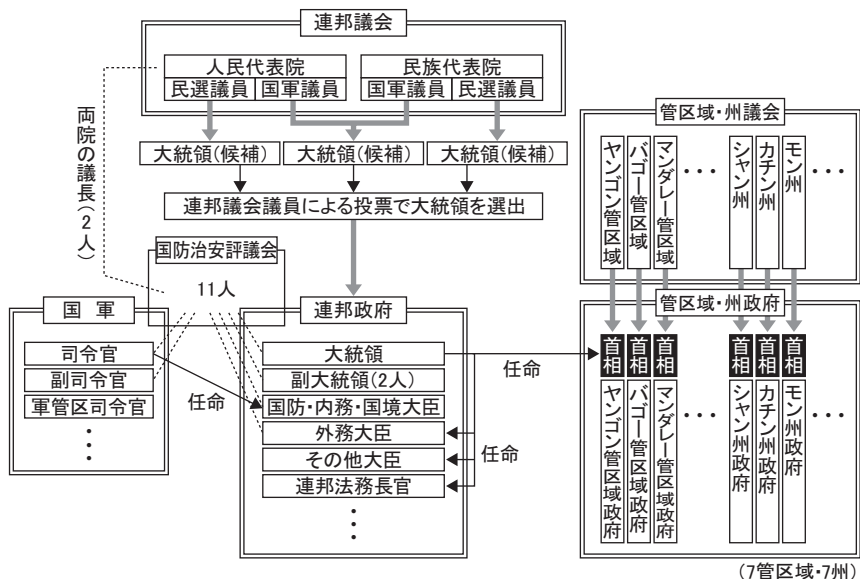 連邦議会
人民代表院
民族代表院
民選議員
国軍議員
国軍議員
民選議員
両院の議長(2人)
大統領(候補)
大統領(候補)
大統領(候補)
連邦議会議員による投票で大統領を選出
国防治安評議会
11人
国軍
司令官
副司令官
軍管区司令官
・・・
任命
連邦政府
大統領
副大統領(2人)
国防・内務・国境大臣
外務大臣
その他大臣
連邦法務長官
・・・
任命
任命
管区域・州議会
ヤンゴン管区域
バゴー管区域
マンダレー管区域
・・・
シャン州
カチン州
モン州
・・・
管区域・州政府
首相
首相
首相
首相
首相
首相
ヤンゴン管区域政府
バゴー管区域政府
マンダレー管区域政府
・・・
シャン州政府
カチン州政府
モン州政府
・・・
(7管区域・7州)